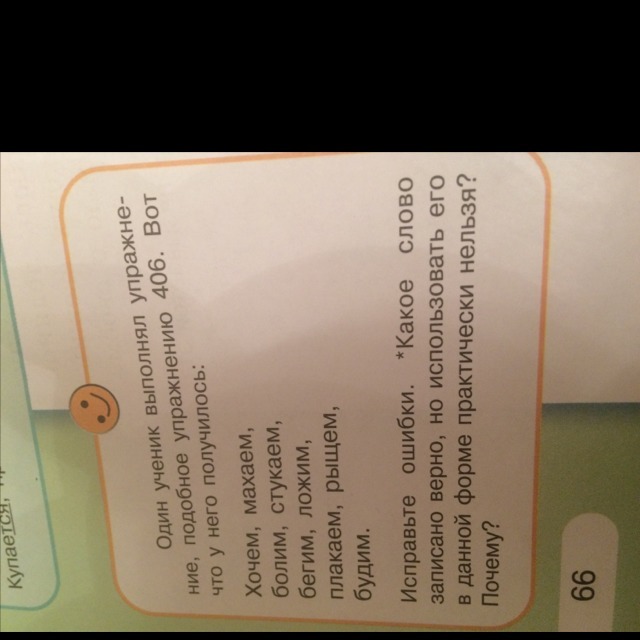 Купается,
Один ученик выполнял упражне-
ние, подобное упражнению 406. Вот
что у него получилось:
Хочем, махаем,
болим, стукаем,
бегим, ложим,
плакаем, рыщем,
будим.
Исправьте ошибки. *Какое слово
записано верно, но использовать его
в данной форме практически нельзя?
Почему?
66